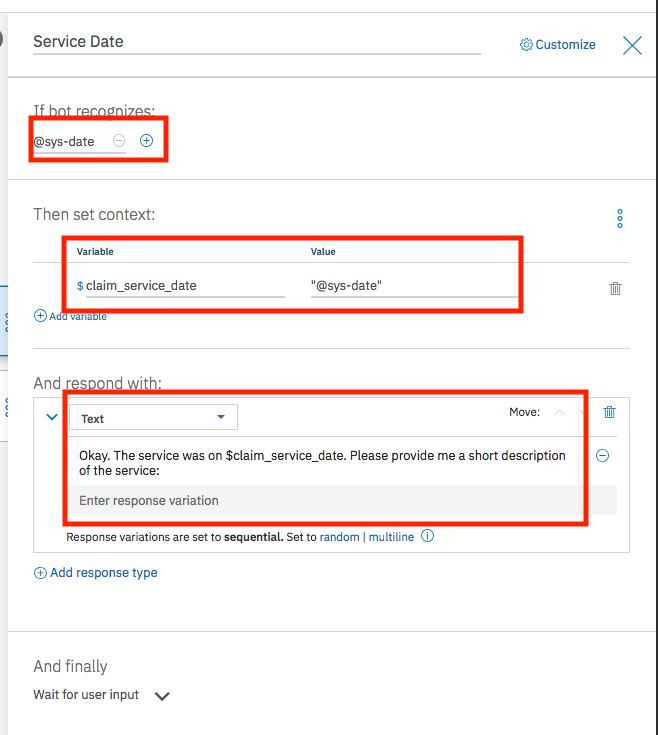 Service Date
Customize
If bot recognizes:
@sys-date
Then set context:
Variable Value
$ claim_service_date "@sys-date"
Add variable
And respond with:
Text
Move:
Okay. The service was on $claim_service_date. Please provide me a short description
of the service:
Enter response variation
Response variations are set to sequential. Set to random | multiline
Add response type
And finally
Wait for user input